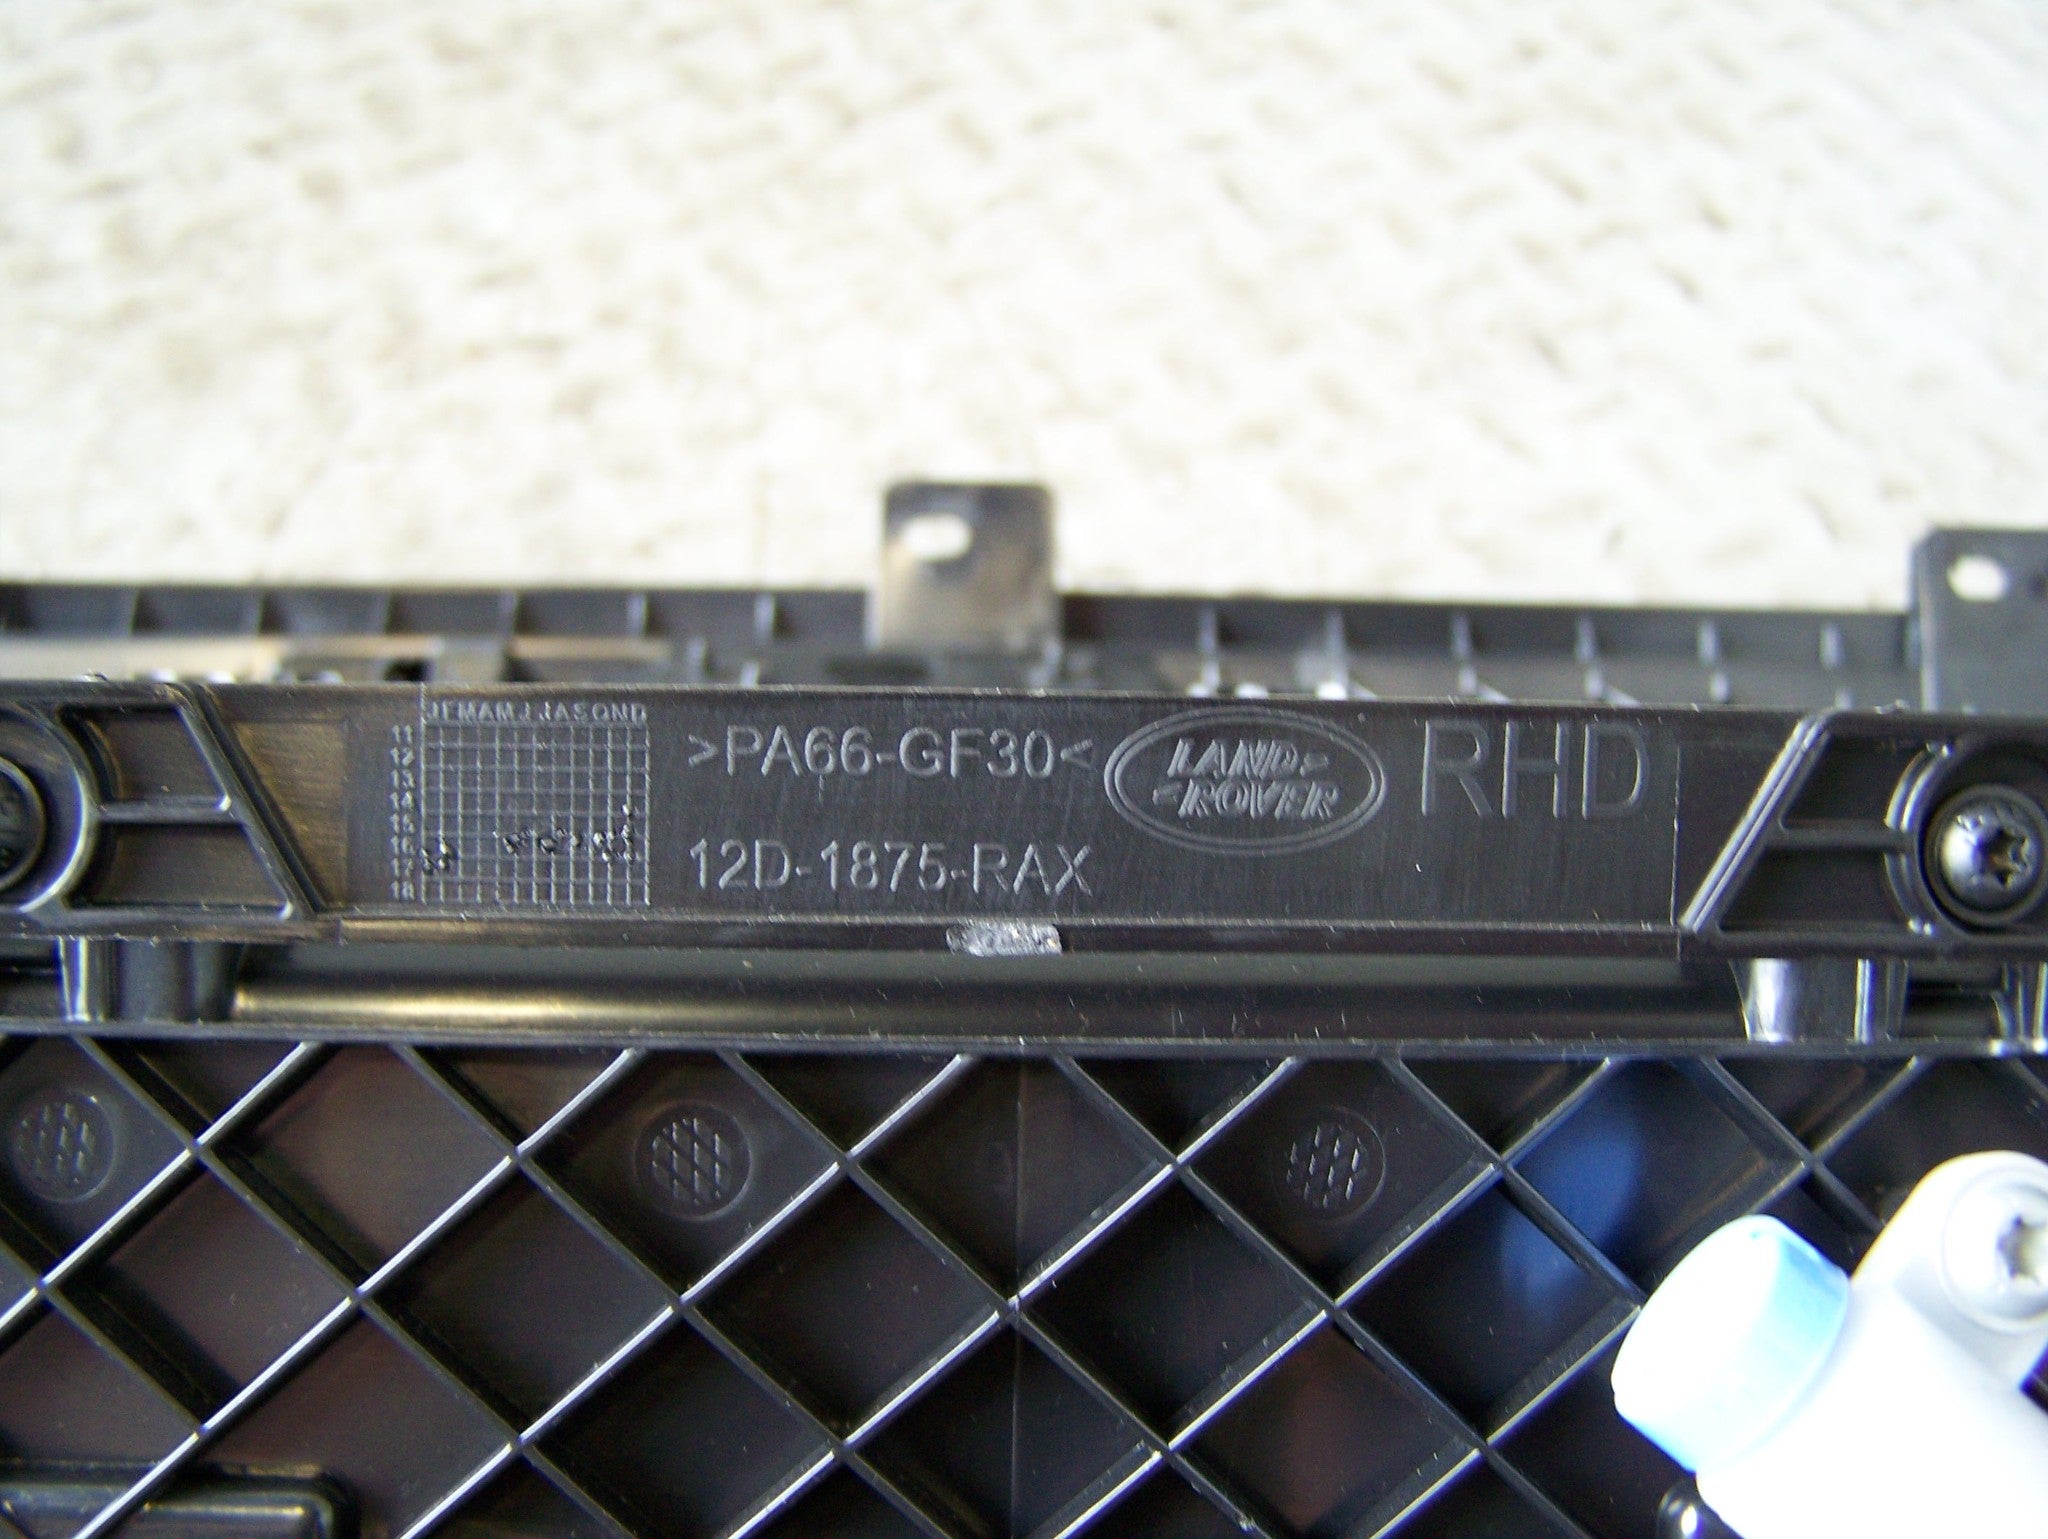 JFMAMJJASOND
11
12
13
14
15
16
17
18
>PA66-GF30<
12D-1875-RAX
LAND
ROVER
RHD